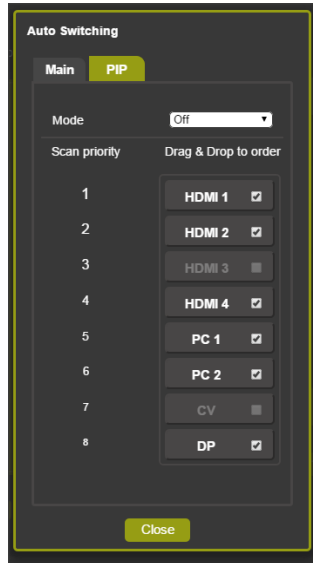 Auto Switching
Main PIP
Mode Off
Scan priority Drag & Drop to order
1 HDMI 1
2 HDMI 2
3 HDMI 3
4 HDMI 4
5 PC 1
6 PC 2
7 CV
8 DP
Close